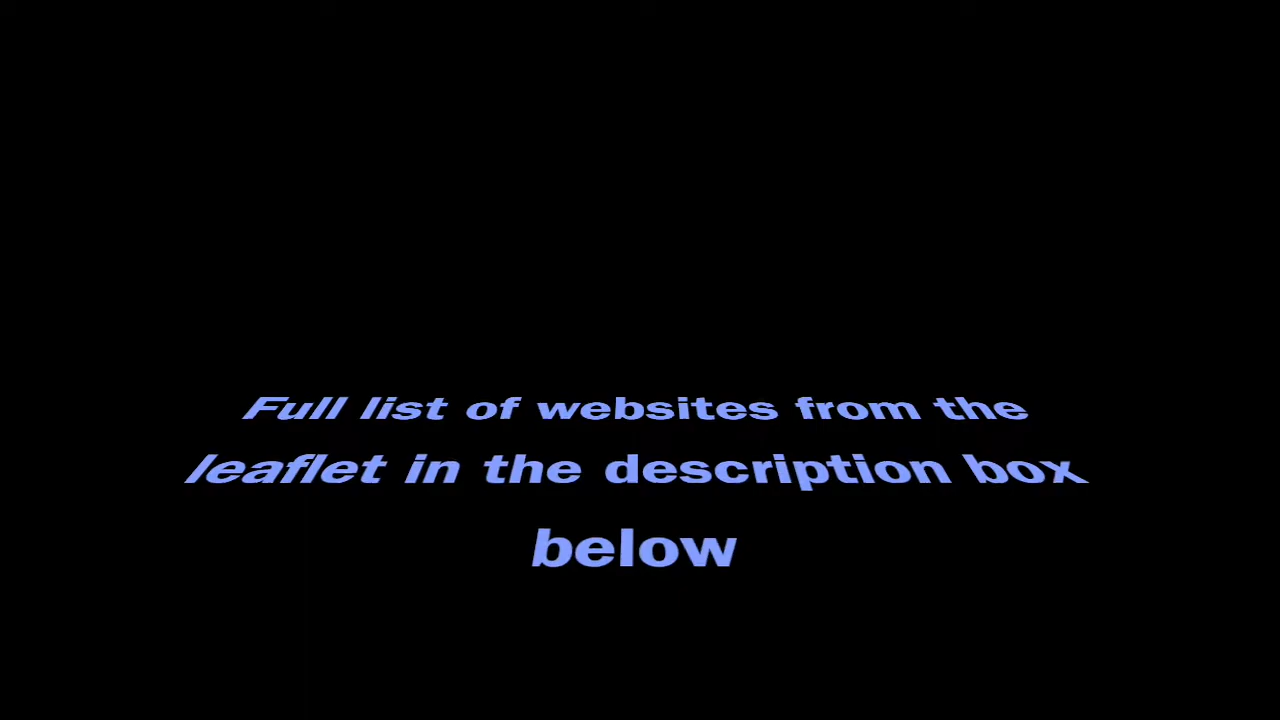 Full list of websites from the
leaflet in the description box
below